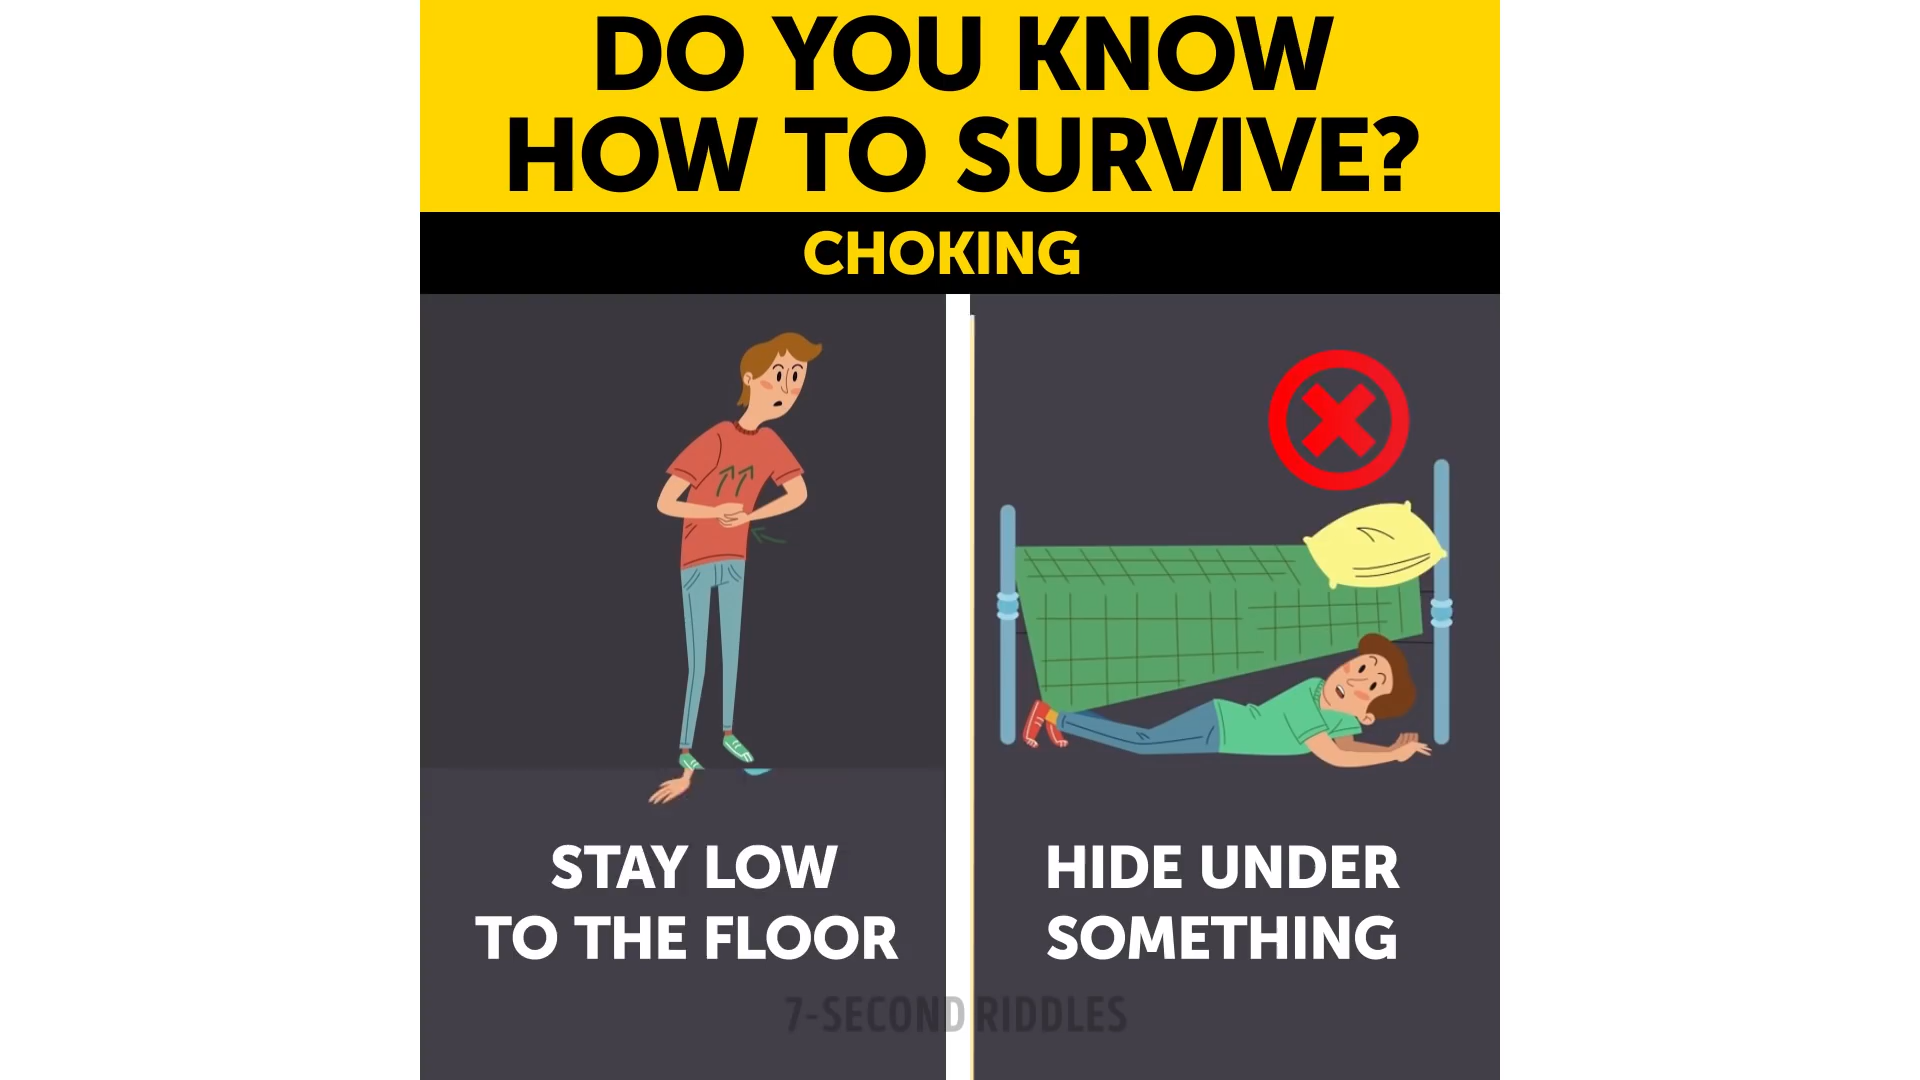 DO YOU KNOW
HOW TO SURVIVE?
CHOKING
STAY LOW
TO THE FLOOR
HIDE UNDER
SOMETHING
7-SECOND RIDDLES